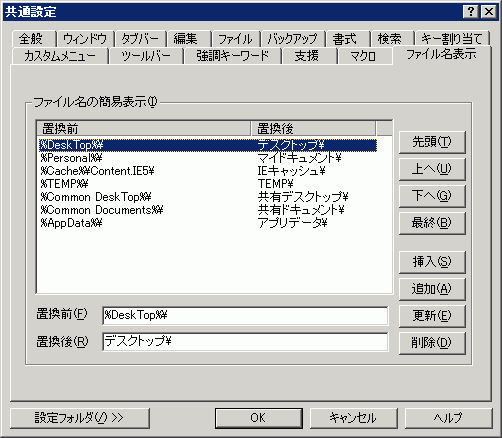 共通設定
全般 ウィンドウ タブバー 編集 ファイル バックアップ 書式 検索 キー割り当て
カスタムメニュー ツールバー 強調キーワード 支援 マクロ ファイル名表示
ファイル名の簡易表示(I)
置換前 置換後
%DeskTop%¥ デスクトップ¥
%Personal%¥ マイドキュメント¥
%Cache%¥Content.IE5¥ IEキャッシュ¥
%TEMP%¥ TEMP¥
%Common DeskTop%¥ 共有デスクトップ¥
%Common Documents%¥ 共有ドキュメント¥
%AppData%¥ アプリデータ¥
先頭(T)
上へ(U)
下へ(G)
最終(B)
挿入(S)
追加(A)
更新(E)
削除(D)
置換前(F) %DeskTop%¥
置換後(R) デスクトップ¥
設定フォルダ(/) >> OK キャンセル ヘルプ